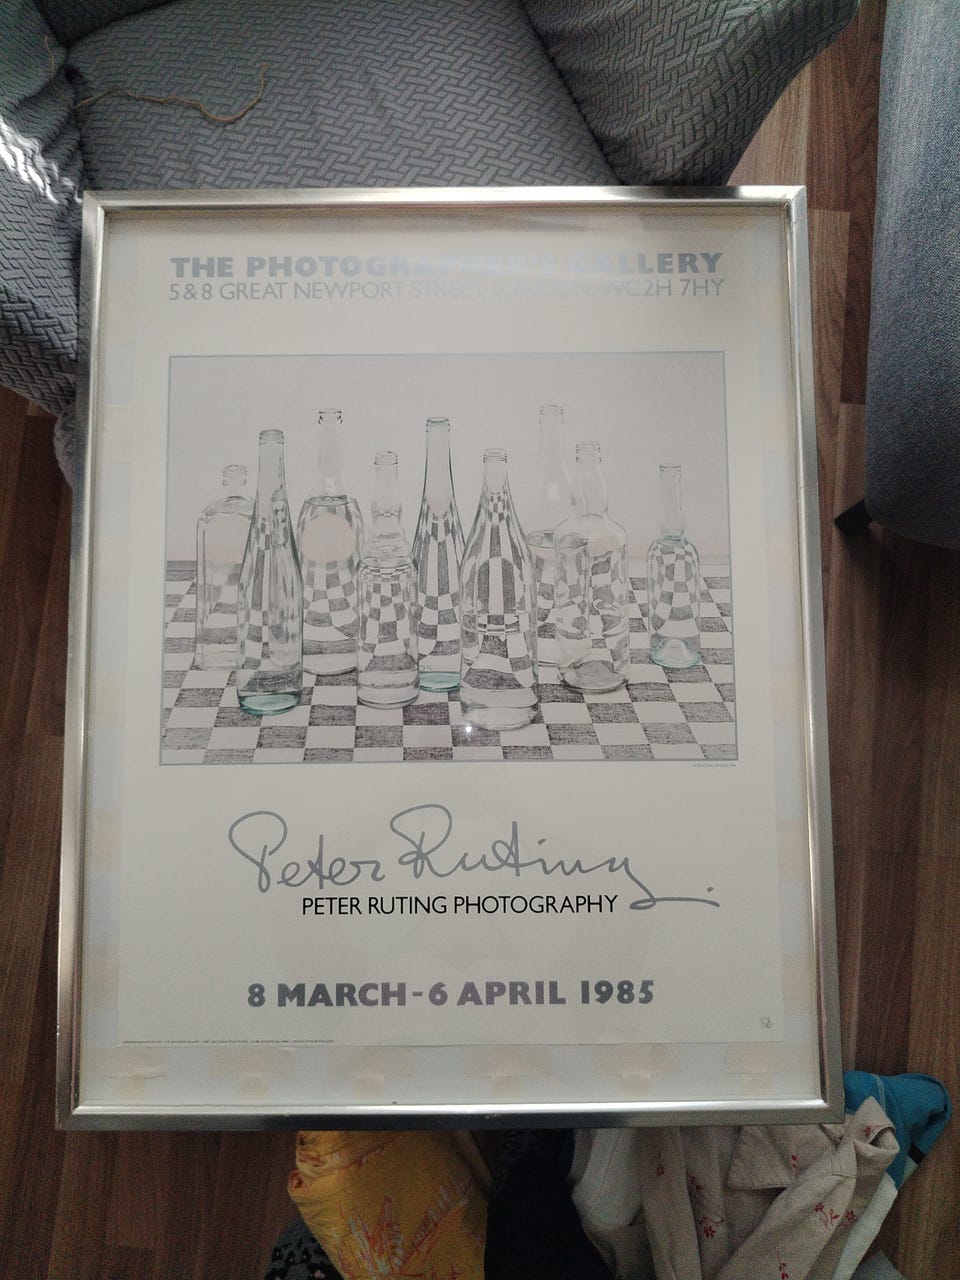 THE PHOTOGRAPHER'S GALLERY
5 & 8 GREAT NEWPORT STREET, LONDON, WC2H 7HY
Peter Ruting
PETER RUTING PHOTOGRAPHY
8 MARCH - 6 APRIL 1985